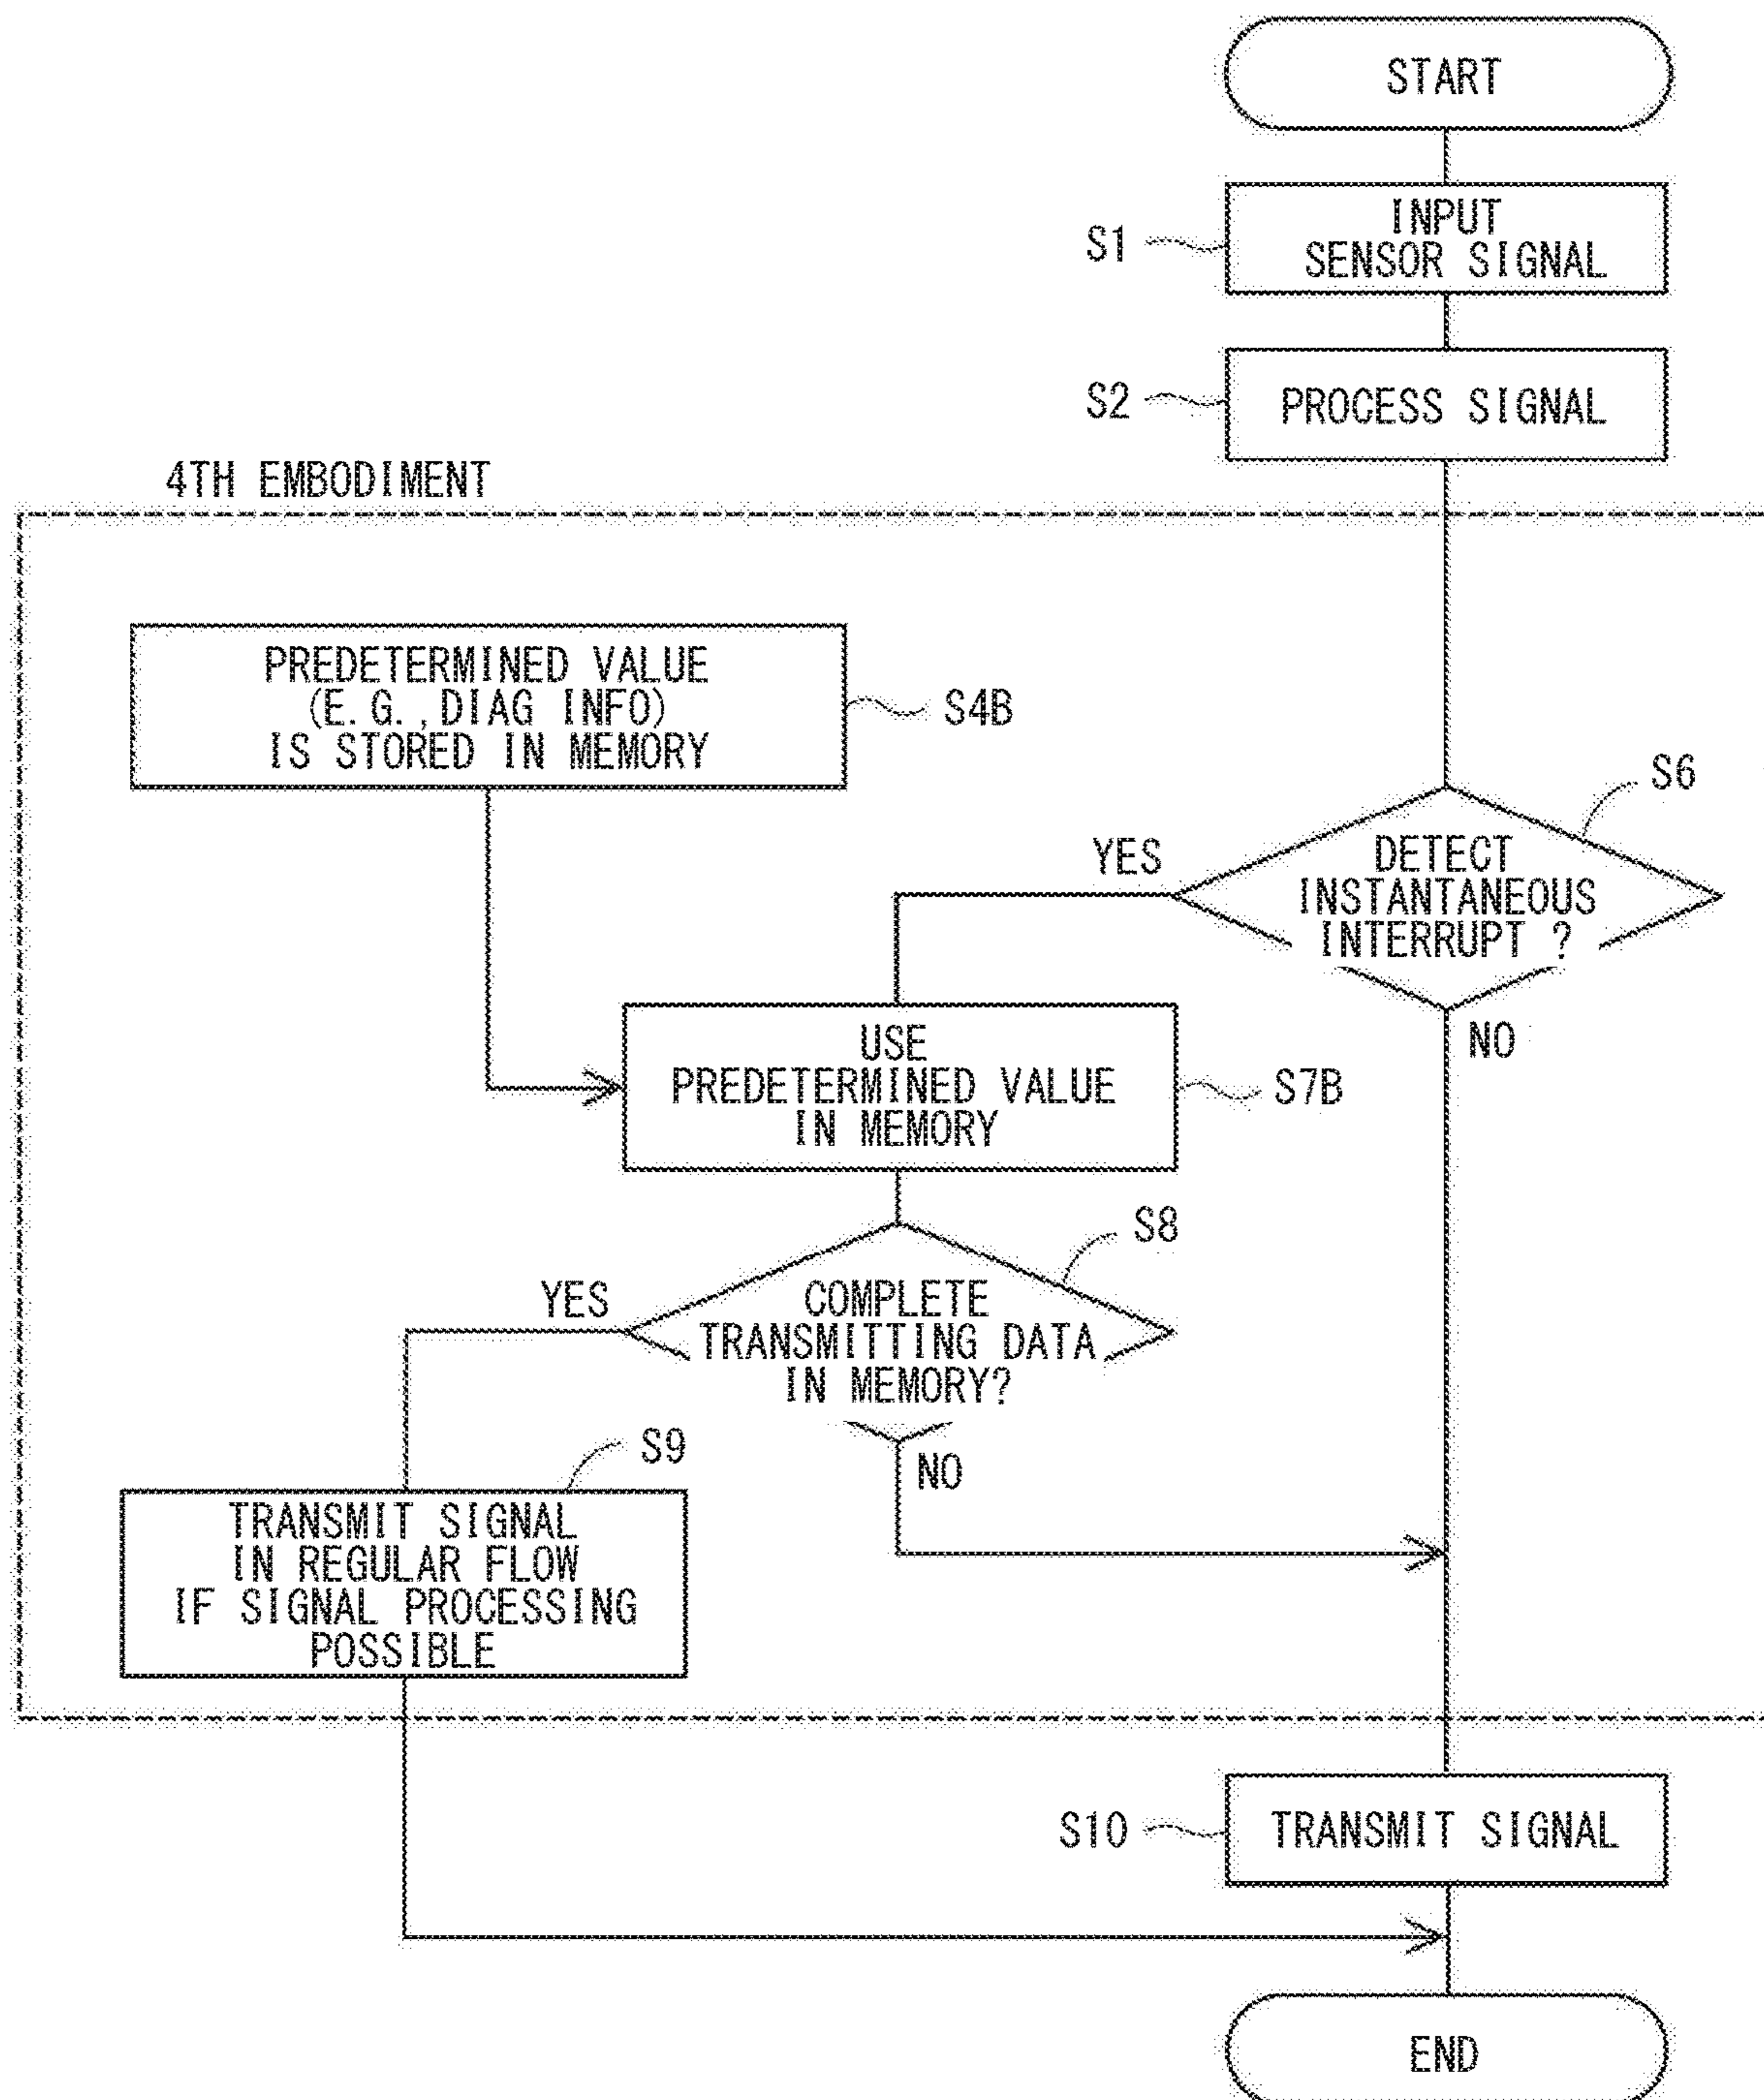 START
S1
INPUT
SENSOR SIGNAL
S2
PROCESS SIGNAL
4TH EMBODIMENT
PREDETERMINED VALUE
(E.G.,DIAG INFO)
IS STORED IN MEMORY
S4B
S6
YES
DETECT
INSTANTANEOUS
INTERRUPT ?
NO
USE
PREDETERMINED VALUE
IN MEMORY
S7B
S8
YES
COMPLETE
TRANSMITTING DATA
IN MEMORY?
NO
S9
TRANSMIT SIGNAL
IN REGULAR FLOW
IF SIGNAL PROCESSING
POSSIBLE
S10
TRANSMIT SIGNAL
END